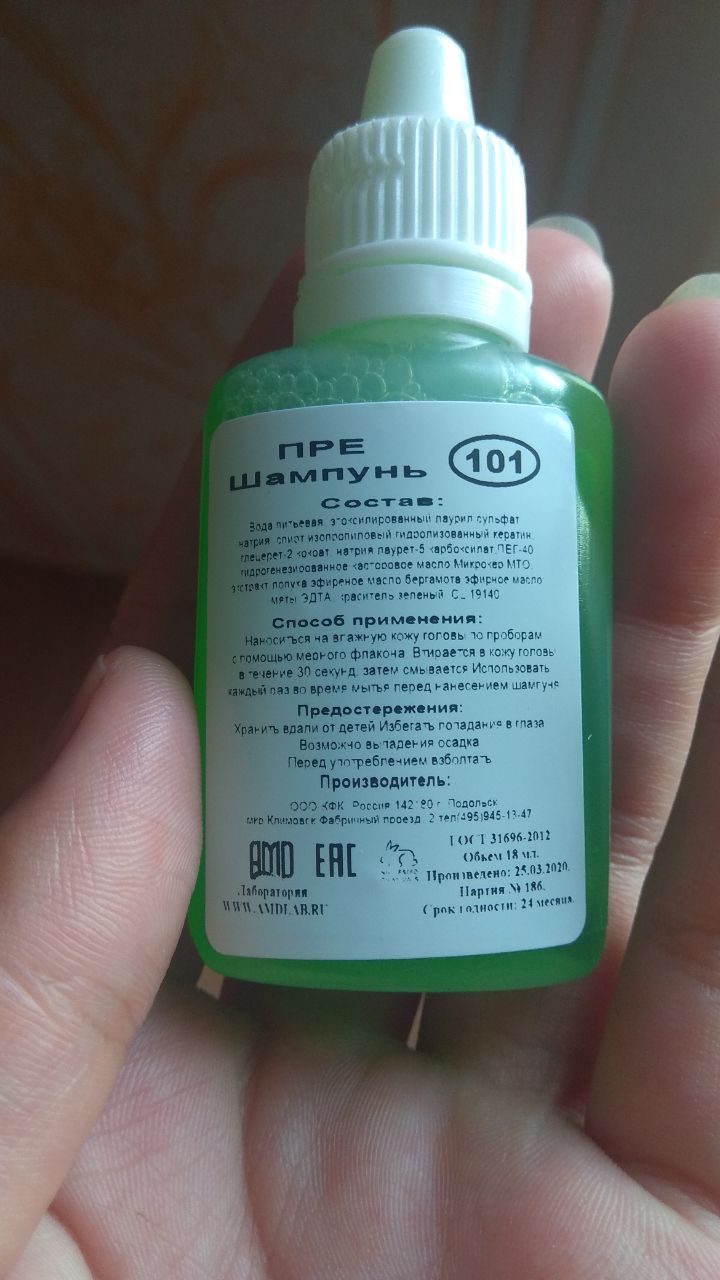 ПРЕ
Шампунь
101
Состав:
Вода питьевая, этоксилированный лаурил сульфат
натрия, спирт изопропиловый гидролизованный кератин,
глицерет-2 кокоат, натрия лаурет-5 карбоксилат,ПЕГ-40
касторовое масло Микрокер МТО,
экстракт лопуха эфиреное масло бергамота эфирное масло
мяты ЭДТА, краситель зеленый CL 19140
Способ применения:
Наноситься на влажную кожу головы по проборам
с помощью мерного флакона. Втирается в кожу головы
в течение 30 секунд, затем смывается Использовать
каждый раз во время мытья перед нанесением шампуня
Предостережения:
Хранить вдали от детей Избегать попадания в глаза
Возможно выпадения осадка
Перед употреблением взболтать
Производитель:
ООО КФК, Россия 142180 г. Подольск
мкр Климовск Фабричный проезд, 2 тел(495)945-13-47
AMD
EAC
Лаборатория
WWW.AMDLAB.RU
ГОСТ 31696-2012
Объем 18 мл.
Произведено: 25.03.2020.
Партия № 186.
Срок годности: 24 месяца.